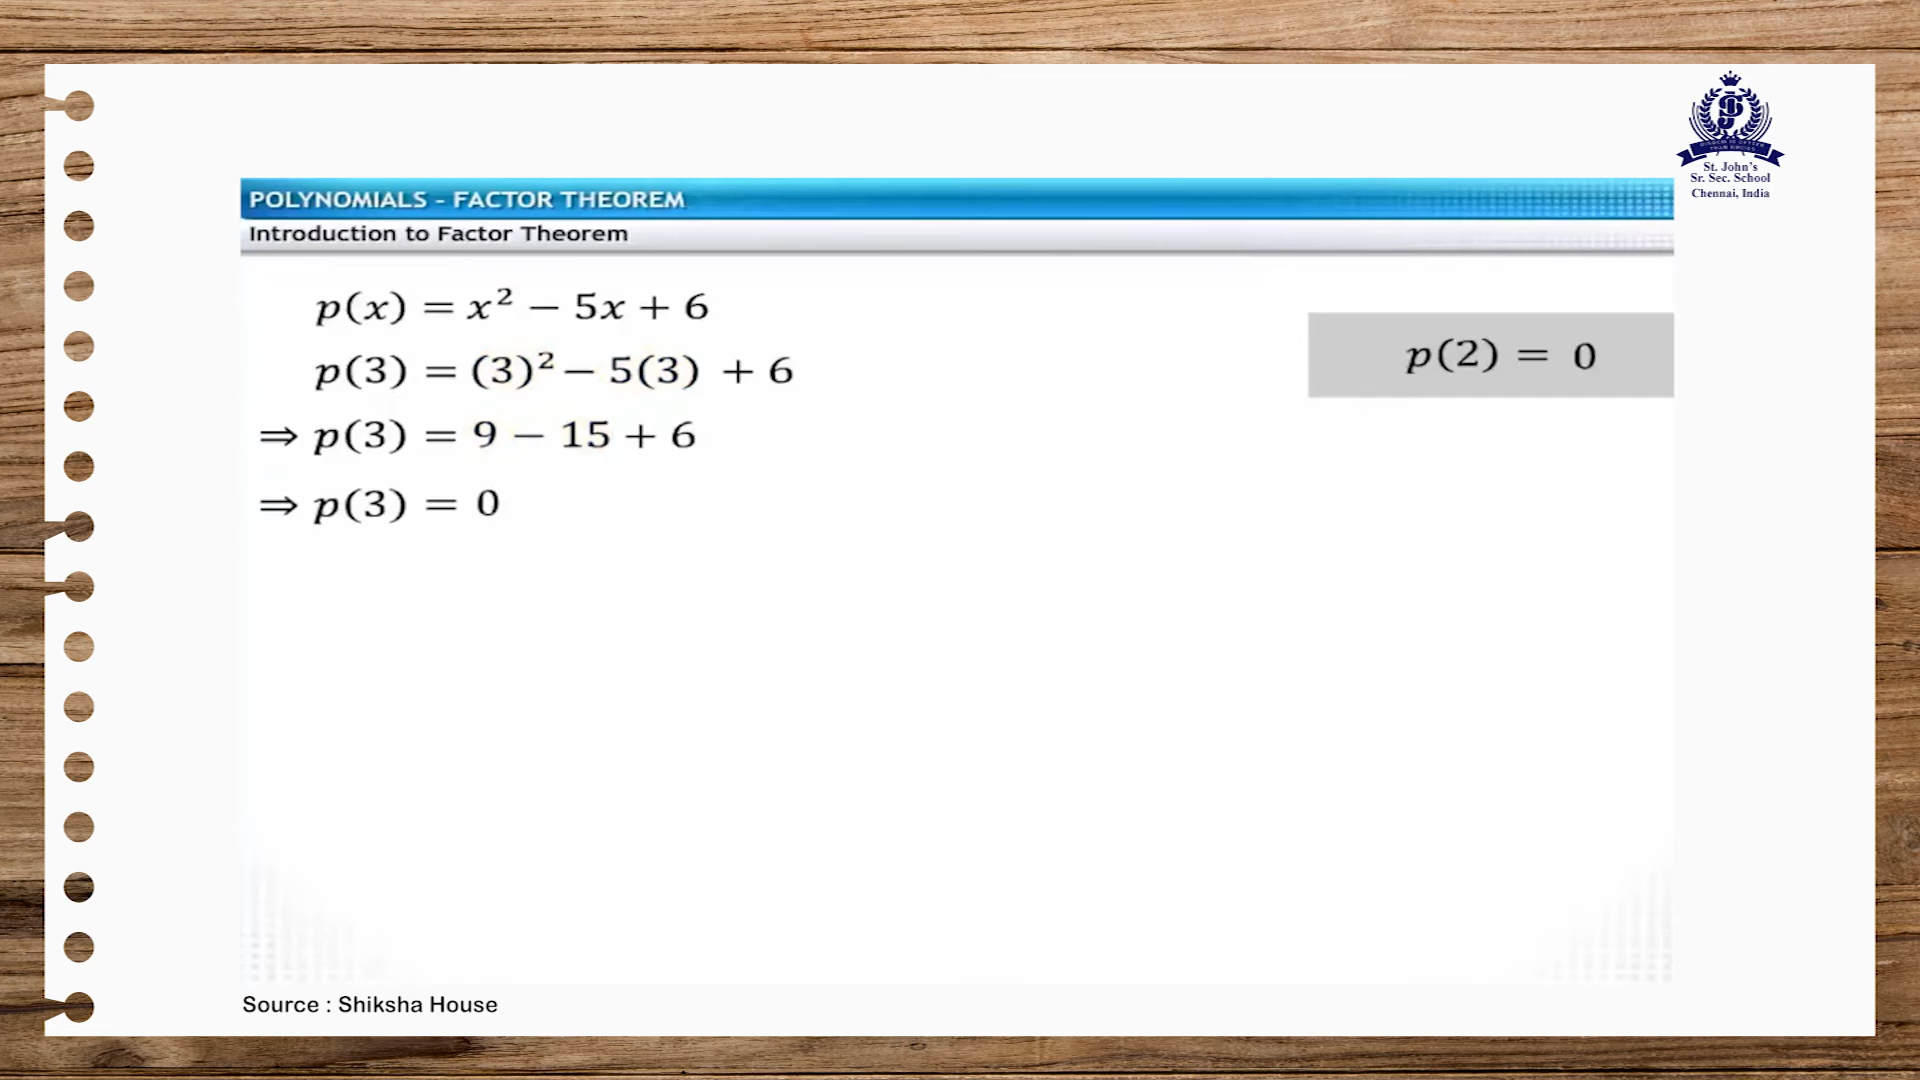 St. John's
Sr. Sec. School
Chennai, India
POLYNOMIALS - FACTOR THEOREM
Introduction to Factor Theorem
p(x) = x² − 5x + 6
p(3) = (3)² − 5(3) + 6
⇒ p(3) = 9 − 15 + 6
⇒ p(3) = 0
p(2) = 0
Source : Shiksha House